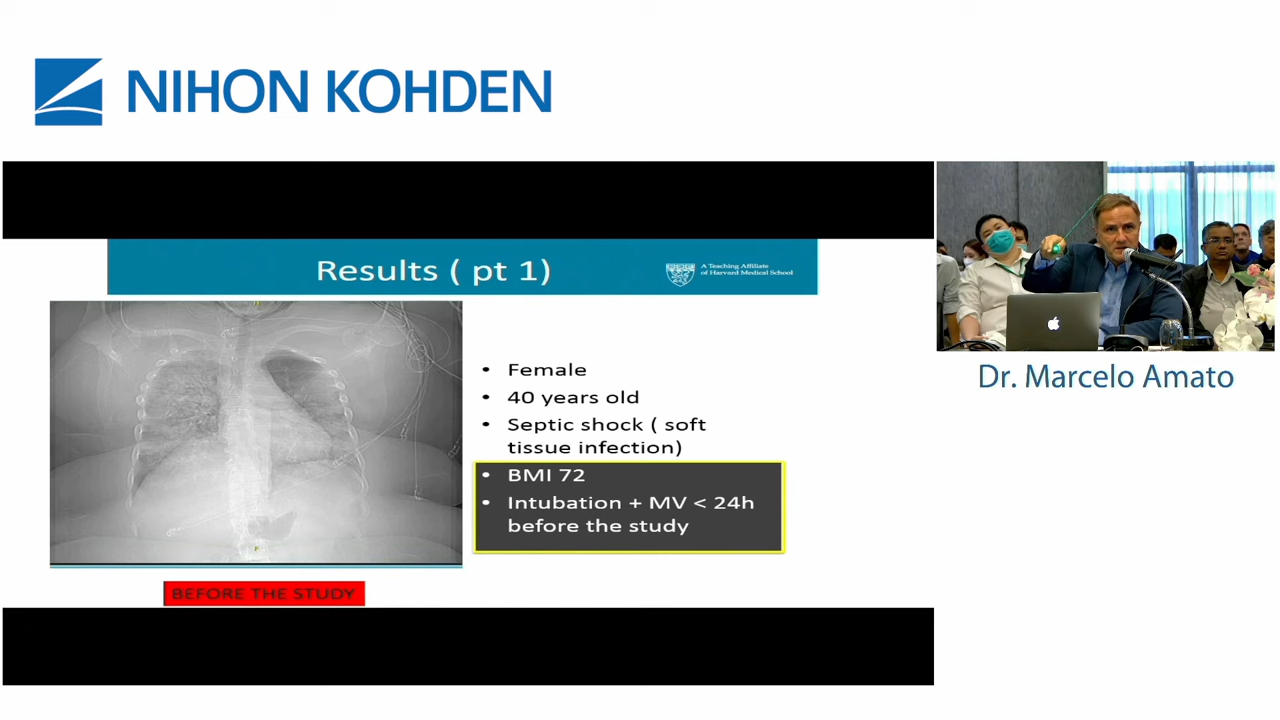 NIHON KOHDEN
Results ( pt 1)
A Teaching Affiliate
of Harvard Medical School
• Female
• 40 years old
• Septic shock ( soft
tissue infection)
• BMI 72
• Intubation + MV < 24h
before the study
BEFORE THE STUDY
Dr. Marcelo Amato